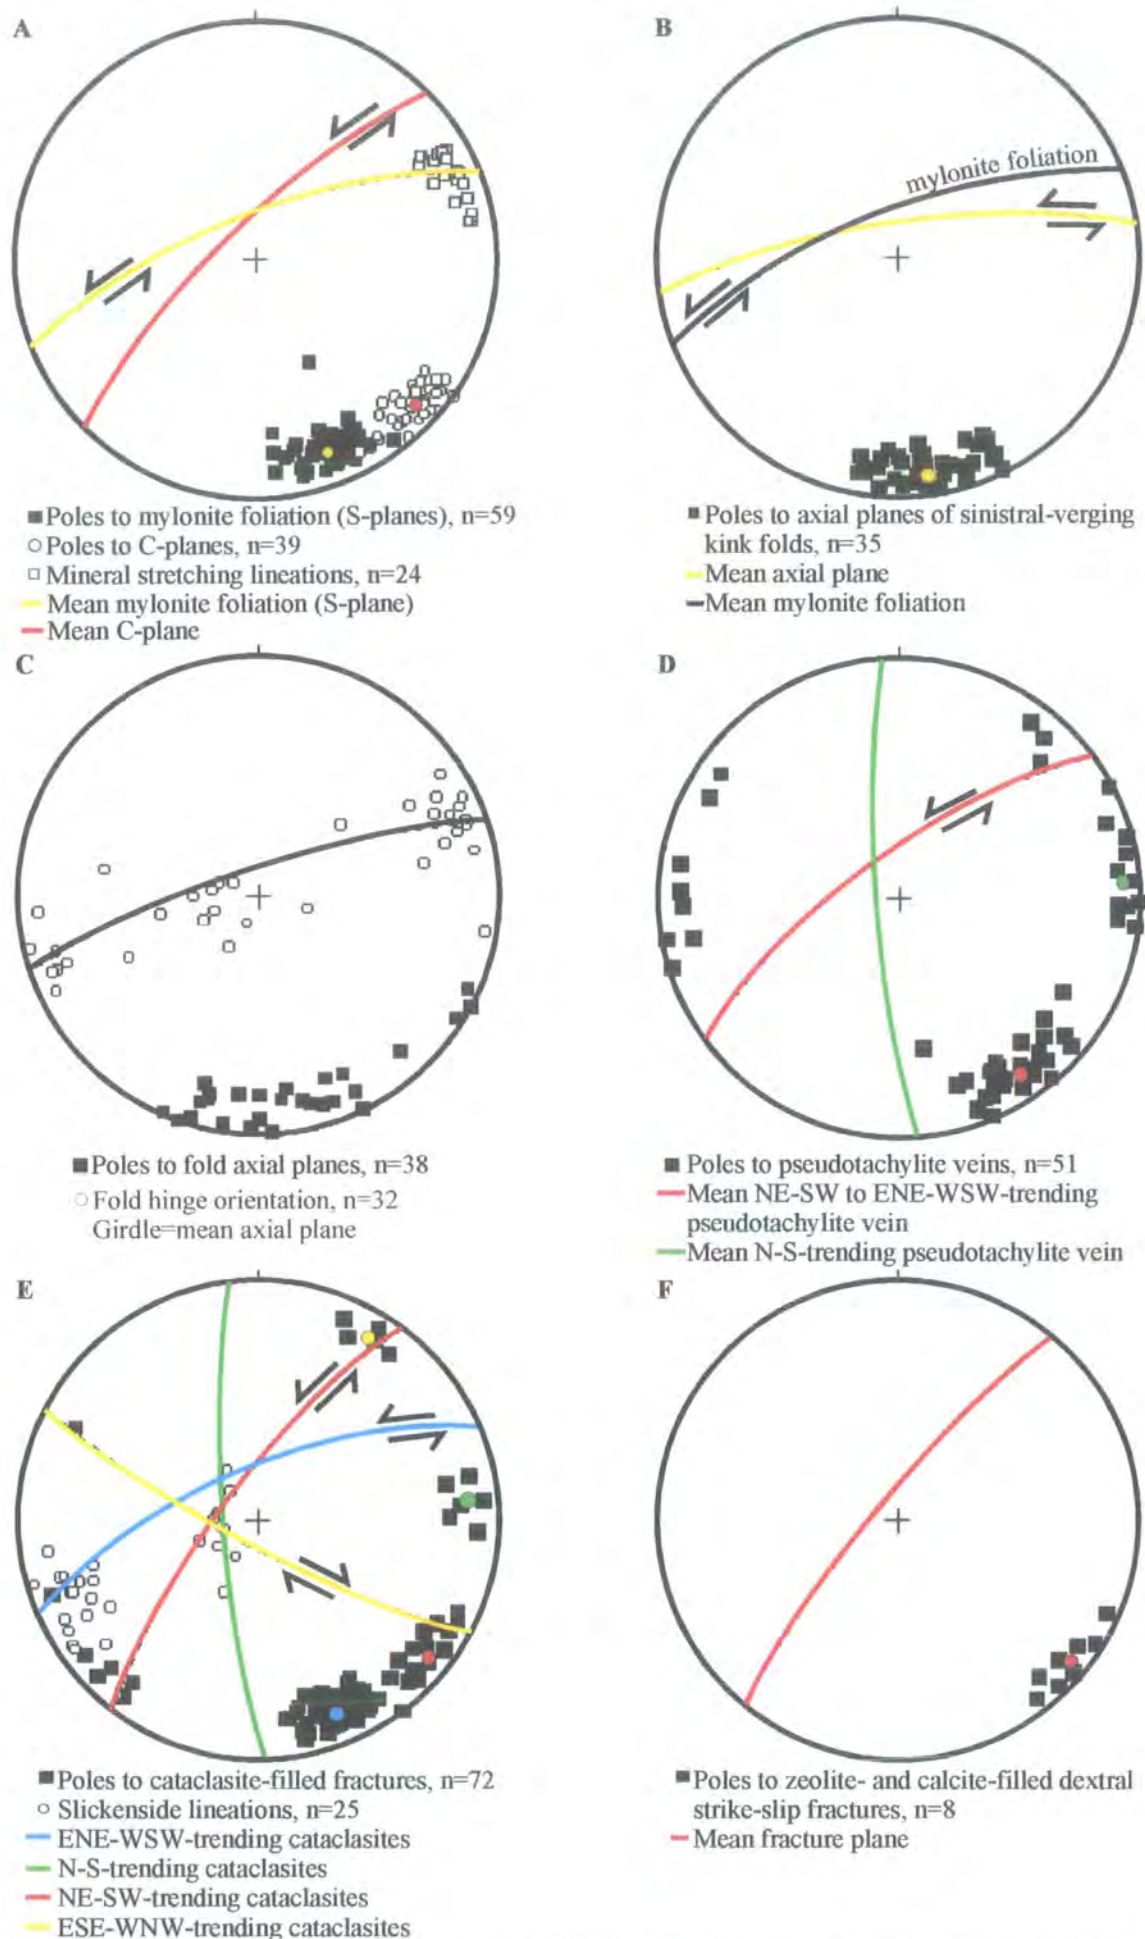 A
B
mylonite foliation
Poles to mylonite foliation (S-planes), n=59
Poles to C-planes, n=39
Mineral stretching lineations, n=24
Mean mylonite foliation (S-plane)
Mean C-plane
Poles to axial planes of sinistral-verging
kink folds, n=35
Mean axial plane
Mean mylonite foliation
C
D
Poles to fold axial planes, n=38
Fold hinge orientation, n=32
Girdle=mean axial plane
Poles to pseudotachylite veins, n=51
Mean NE-SW to ENE-WSW-trending
pseudotachylite vein
Mean N-S-trending pseudotachylite vein
E
F
Poles to cataclasite-filled fractures, n=72
Slickenside lineations, n=25
ENE-WSW-trending cataclasites
N-S-trending cataclasites
NE-SW-trending cataclasites
ESE-WNW-trending cataclasites
Poles to zeolite- and calcite-filled dextral
strike-slip fractures, n=8
Mean fracture plane